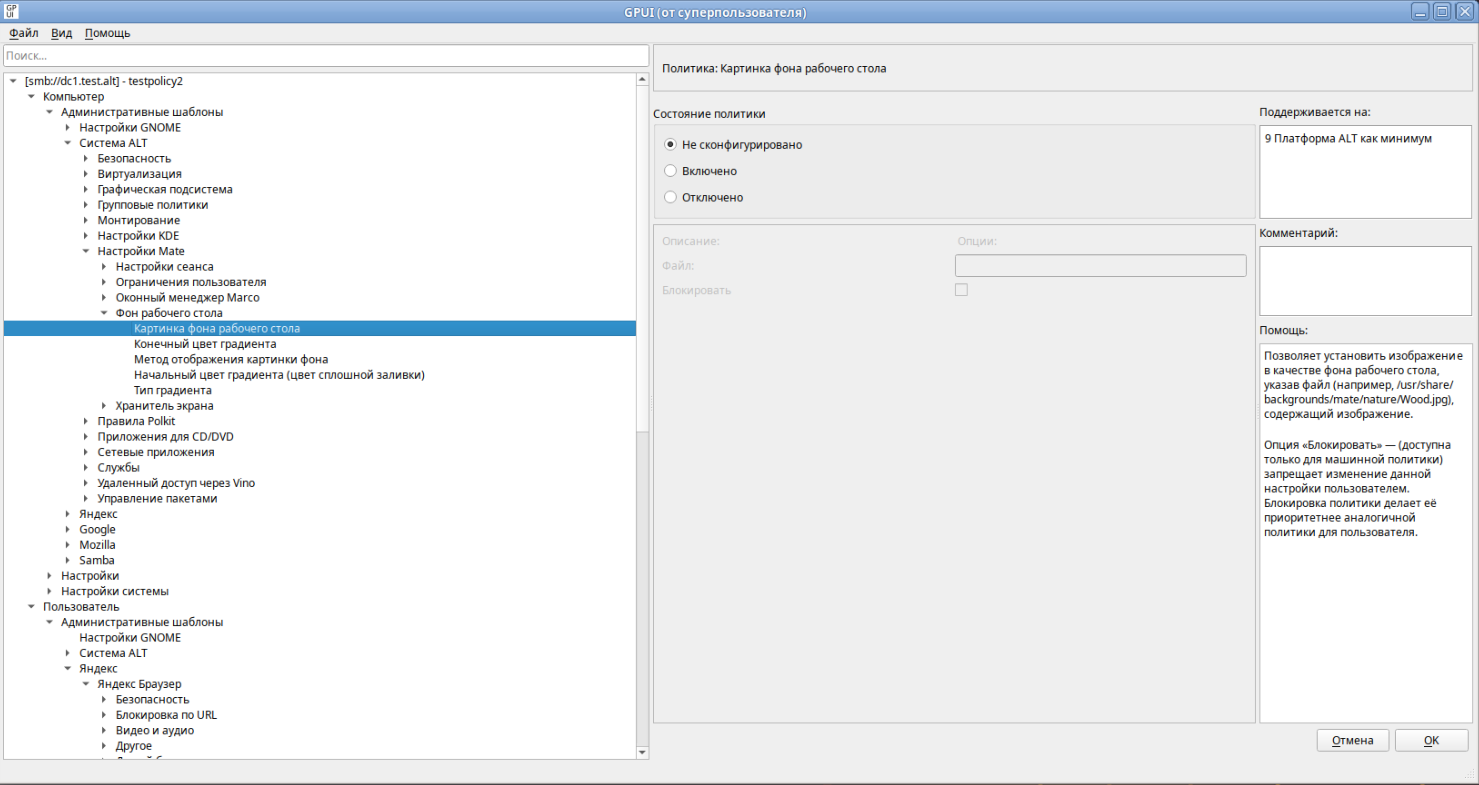 GP
UI
GPUI (от суперпользователя)
Файл Вид Помощь
Поиск...
[smb://dc1.test.alt] - testpolicy2
Компьютер
Административные шаблоны
Настройки GNOME
Система ALT
Безопасность
Виртуализация
Графическая подсистема
Групповые политики
Монтирование
Настройки KDE
Настройки Mate
Настройки сеанса
Ограничения пользователя
Оконный менеджер Marco
Фон рабочего стола
Картинка фона рабочего стола
Конечный цвет градиента
Метод отображения картинки фона
Начальный цвет градиента (цвет сплошной заливки)
Тип градиента
Хранитель экрана
Правила Polkit
Приложения для CD/DVD
Сетевые приложения
Службы
Удаленный доступ через Vino
Управление пакетами
Яндекс
Google
Mozilla
Samba
Настройки
Настройки системы
Пользователь
Административные шаблоны
Настройки GNOME
Система ALT
Яндекс
Яндекс Браузер
Безопасность
Блокировка по URL
Видео и аудио
Другое
Политика: Картинка фона рабочего стола
Состояние политики
Не сконфигурировано
Включено
Отключено
Описание: Опции:
Файл:
Блокировать
Поддерживается на:
9 Платформа ALT как минимум
Комментарий:
Помощь:
Позволяет установить изображение
в качестве фона рабочего стола,
указав файл (например, /usr/share/
backgrounds/mate/nature/Wood.jpg),
содержащий изображение.
Опция «Блокировать» — (доступна
только для машинной политики)
запрещает изменение данной
настройки пользователем.
Блокировка политики делает её
приоритетнее аналогичной
политики для пользователя.
Отмена OK